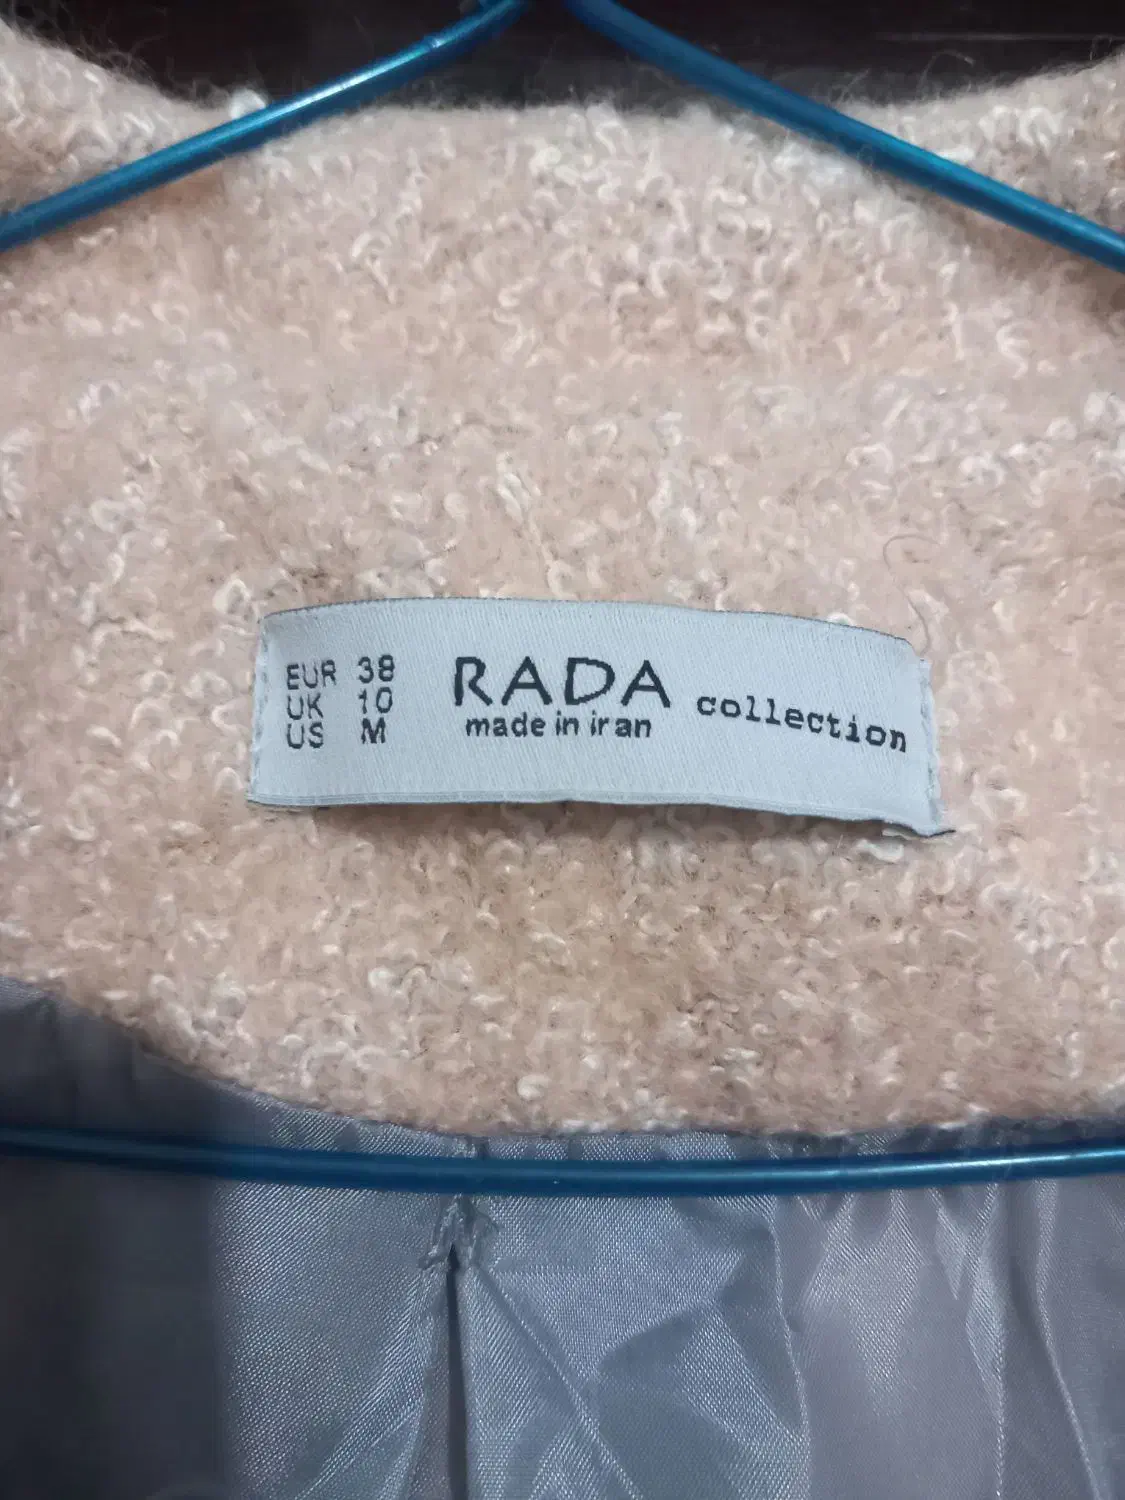 EUR 38
UK 10
US M
RADA collection
made in iran